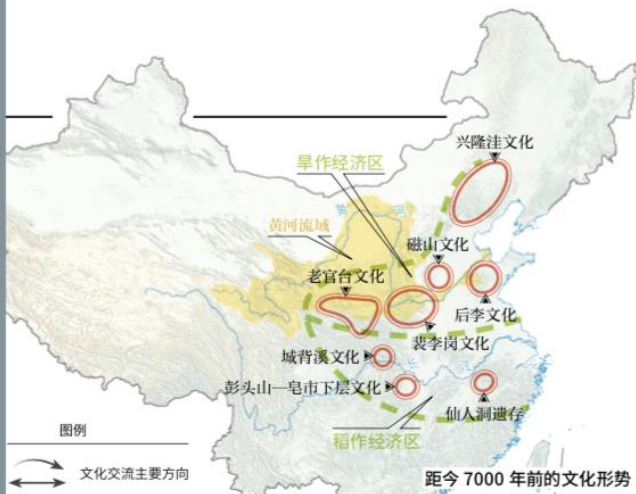 兴隆洼文化
旱作经济区
黄河流域
黄
河
磁山文化
老官台文化
后李文化
裴李岗文化
城背溪文化
长
江
彭头山—皂市下层文化
仙人洞遗存
稻作经济区
图例
文化交流主要方向
距今 7000 年前的文化形势